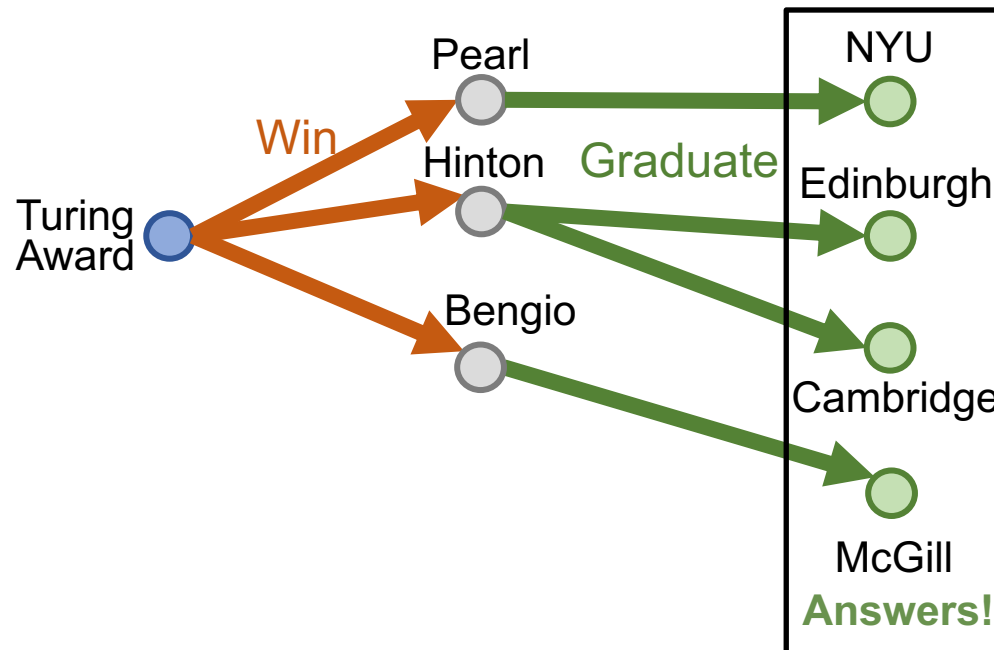 NYU
Pearl
Win
Hinton
Graduate
Edinburgh
Turing
Award
Bengio
Cambridge
McGill
Answers!